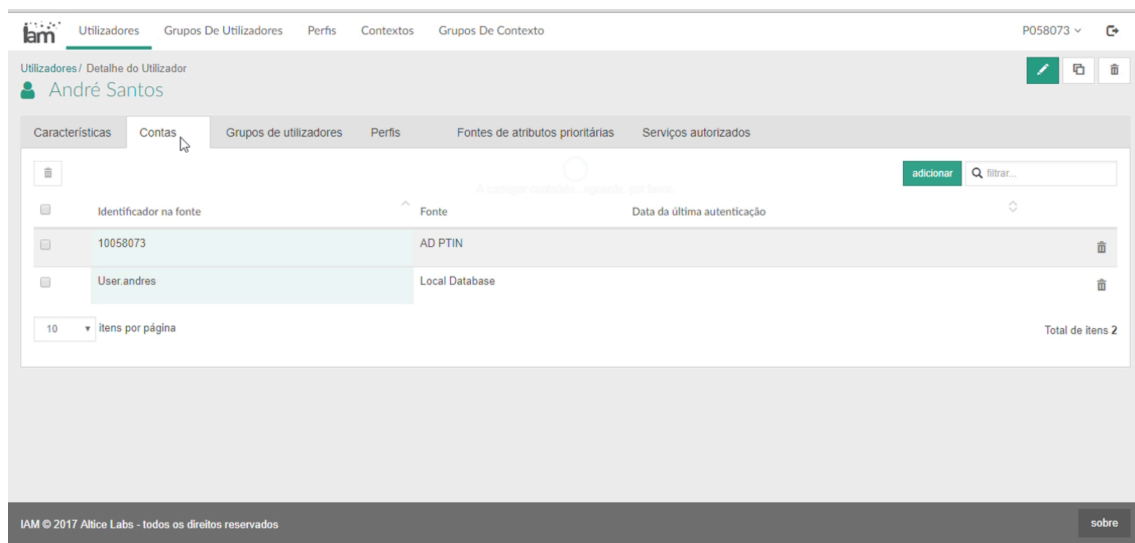 Iam Utilizadores Grupos De Utilizadores Perfis Contextos Grupos De Contexto P058073
Utilizadores / Detalhe do Utilizador
André Santos
Características Contas Grupos de utilizadores Perfis Fontes de atributos prioritárias Serviços autorizados
adicionar filtrar...
Identificador na fonte Fonte Data da última autenticação
10058073 AD PTIN
User.andres Local Database
10 itens por página Total de itens 2
IAM © 2017 Altice Labs - todos os direitos reservados sobre